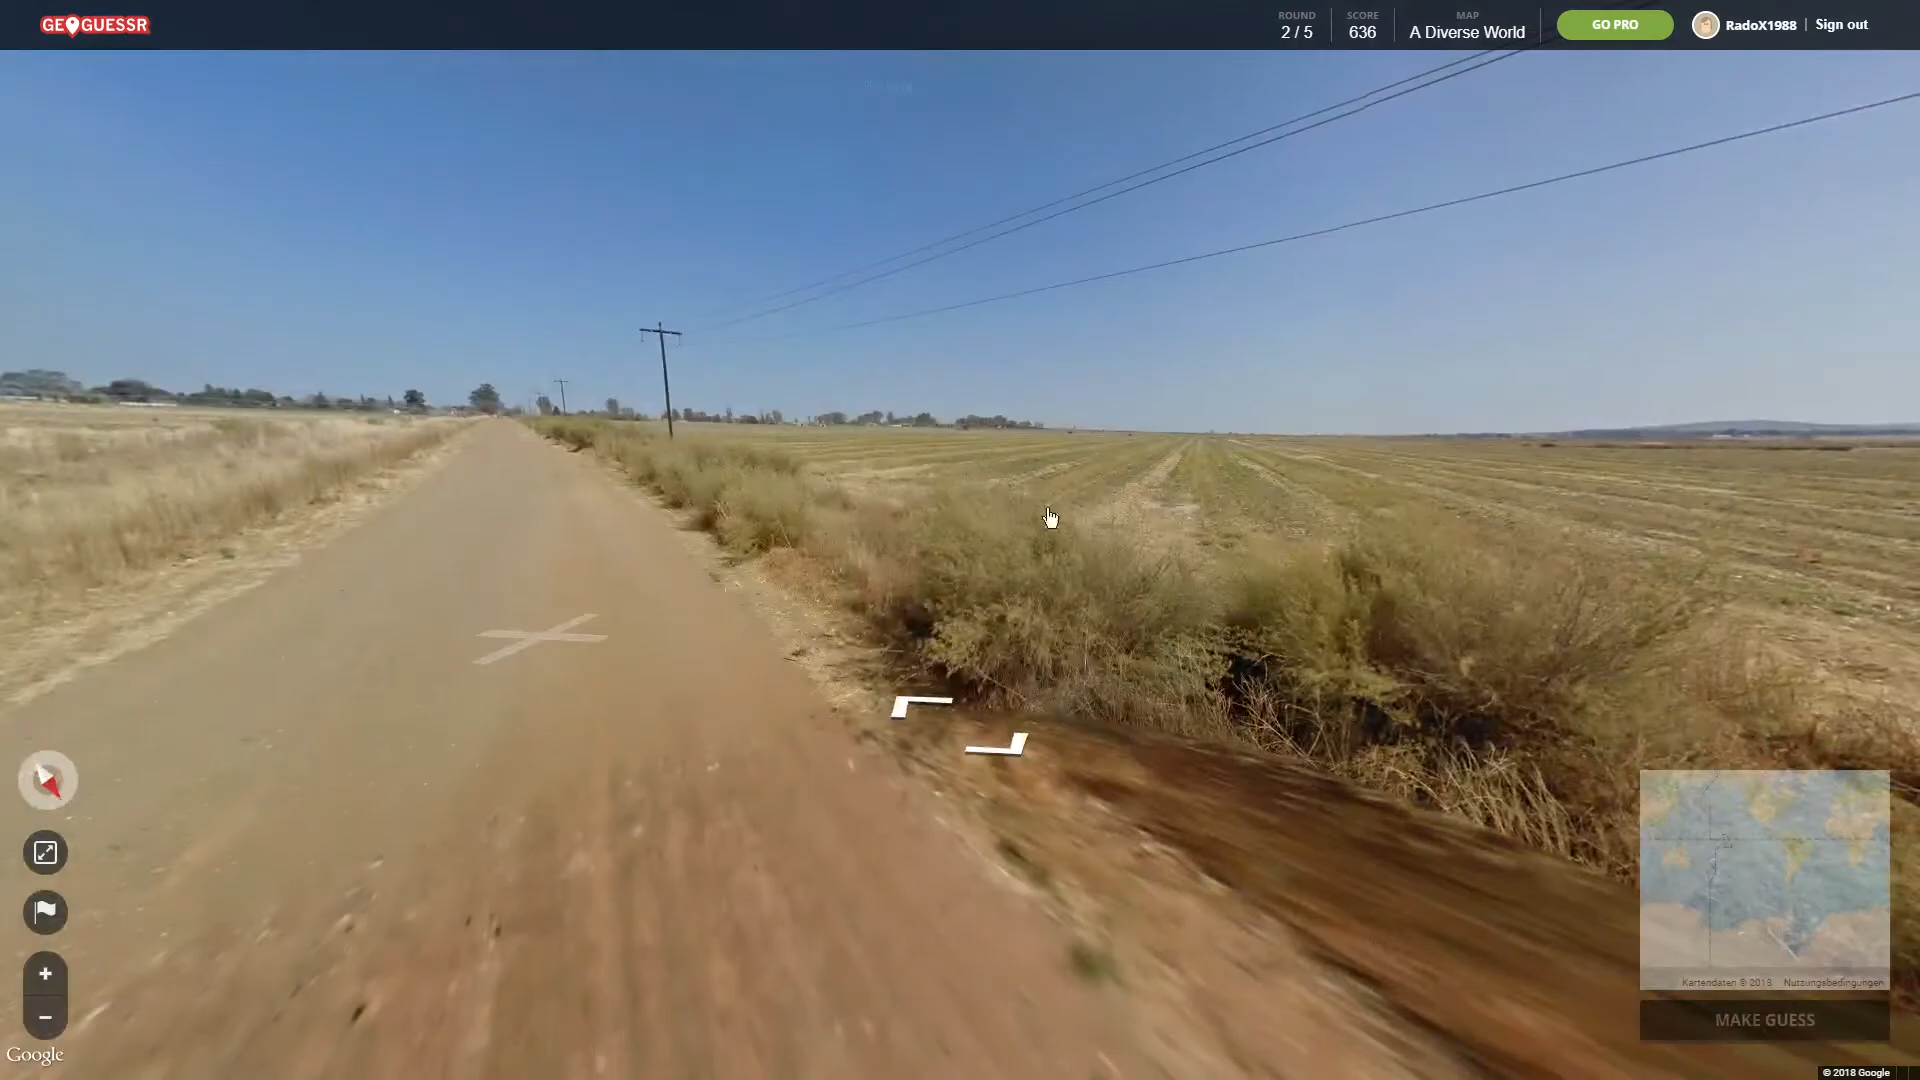 GEOGUESSR
ROUND
2 / 5
SCORE
636
MAP
A Diverse World
GO PRO
RadoX1988
Sign out
Kartendaten © 2018 Nutzungsbedingungen
MAKE GUESS
Google
© 2018 Google